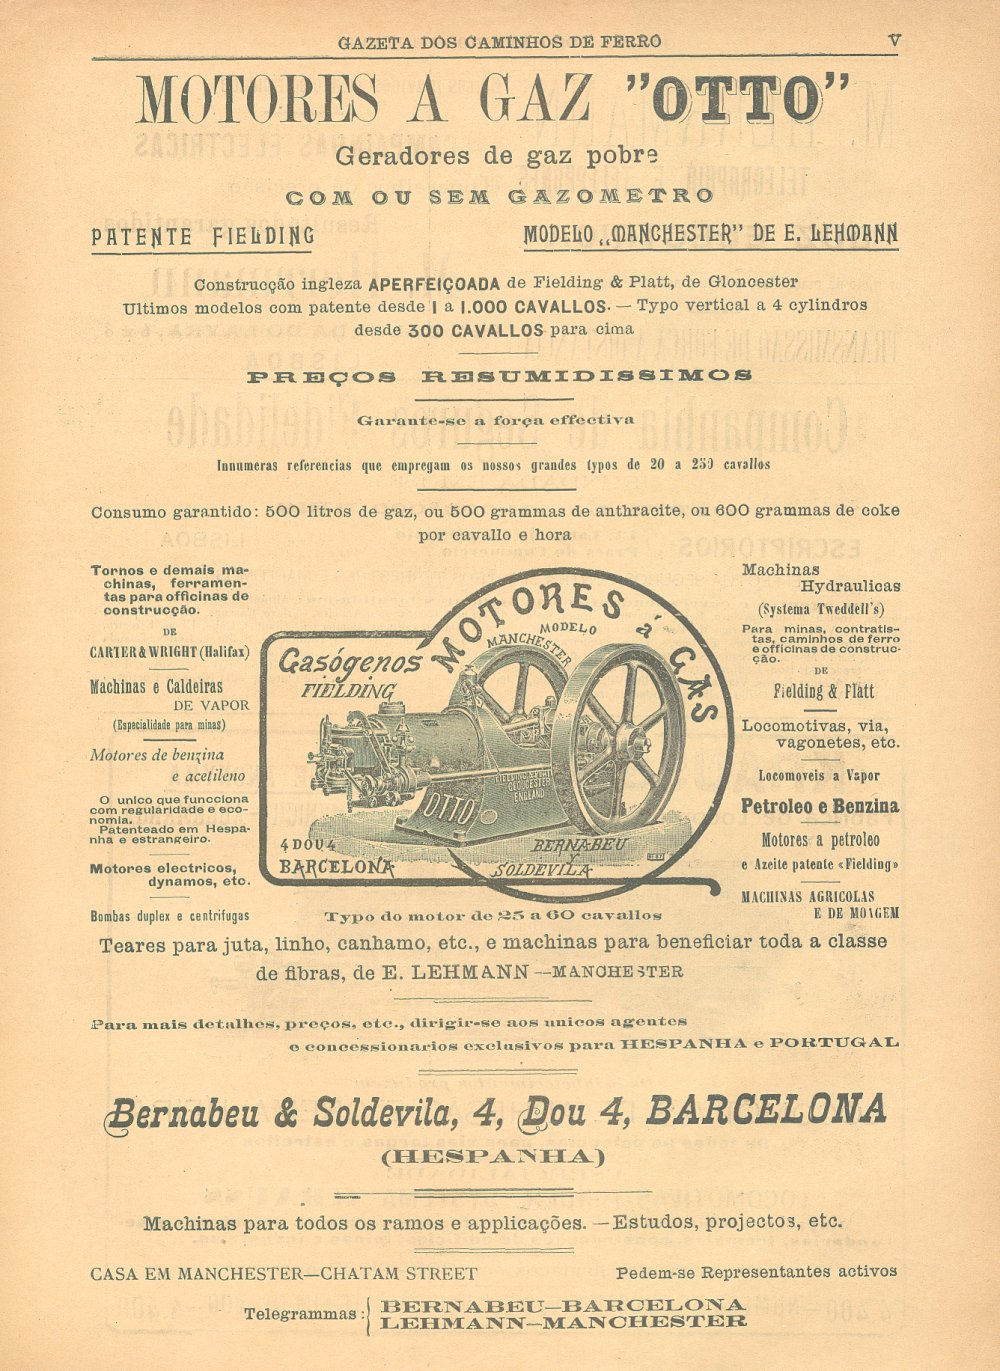 GAZETA DOS CAMINHOS DE FERRO V
MOTORES A GAZ "OTTO"
Geradores de gaz pobre
COM OU SEM GAZOMETRO
PATENTE FIELDING
MODELO „MANCHESTER” DE E. LEHMANN
Construcção ingleza APERFEIÇOADA de Fielding & Platt, de Gloncester
Ultimos modelos com patente desde 1 a 1.000 CAVALLOS. — Typo vertical a 4 cylindros
desde 300 CAVALLOS para cima
PREÇOS RESUMIDISSIMOS
Garante-se a força effectiva
Innumeras referencias que empregam os nossos grandes typos de 20 a 250 cavallos
Consumo garantido: 500 litros de gaz, ou 500 grammas de anthracite, ou 600 grammas de coke
por cavallo e hora
Tornos e demais ma-
chinas, ferramen-
tas para officinas de
construcção.
DE
CARTER & WRIGHT (Halifax)
Machinas e Caldeiras
DE VAPOR
(Especialidade para minas)
Motores de benzina
e acetileno
O unico que funcciona
com regularidade e eco-
nomia.
Patenteado em Hespa-
nha e estrangeiro.
Motores electricos,
dynamos, etc.
Bombas duplex e centrifugas
MOTORES á GAS
MODELO
MANCHESTER
Gasógenos
FIELDING
FIELDING & PLATT
GLOUCESTER
ENGLAND
OTTO
4 DOU 4
BARCELONA
BERNABEU
Y
SOLDEVILA
Machinas
Hydraulicas
(Systema Tweddell's)
Para minas, contratis-
tas, caminhos de ferro
e officinas de construc-
ção.
DE
Fielding & Platt
Locomotivas, via,
vagonetes, etc.
Locomoveis a Vapor
Petroleo e Benzina
Motores a petroleo
e Azeite patente «Fielding»
MACHINAS AGRICOLAS
E DE MOAGEM
Typo do motor de 25 a 60 cavallos
Teares para juta, linho, canhamo, etc., e machinas para beneficiar toda a classe
de fibras, de E. LEHMANN—MANCHESTER
Para mais detalhes, preços, etc., dirigir-se aos unicos agentes
e concessionarios exclusivos para HESPANHA e PORTUGAL
Bernabeu & Soldevila, 4, Dou 4, BARCELONA
(HESPANHA)
Machinas para todos os ramos e applicações. — Estudos, projectos, etc.
CASA EM MANCHESTER—CHATAM STREET
Pedem-se Representantes activos
Telegrammas: { BERNABEU—BARCELONA
LEHMANN—MANCHESTER